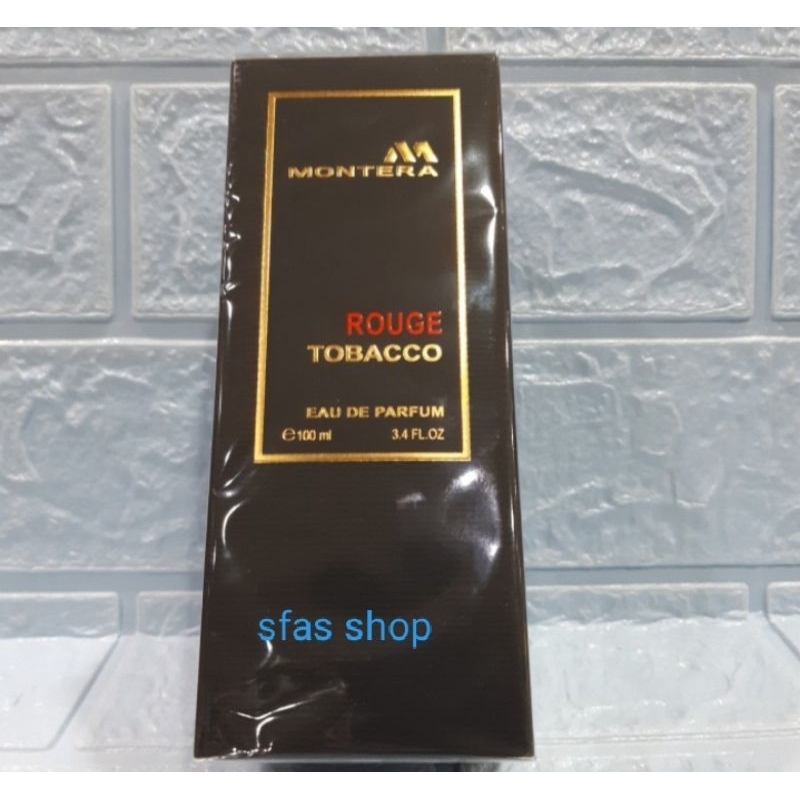 MONTERA
ROUGE
TOBACCO
EAU DE PARFUM
℮100 ml 3.4 FL.OZ
sfas shop